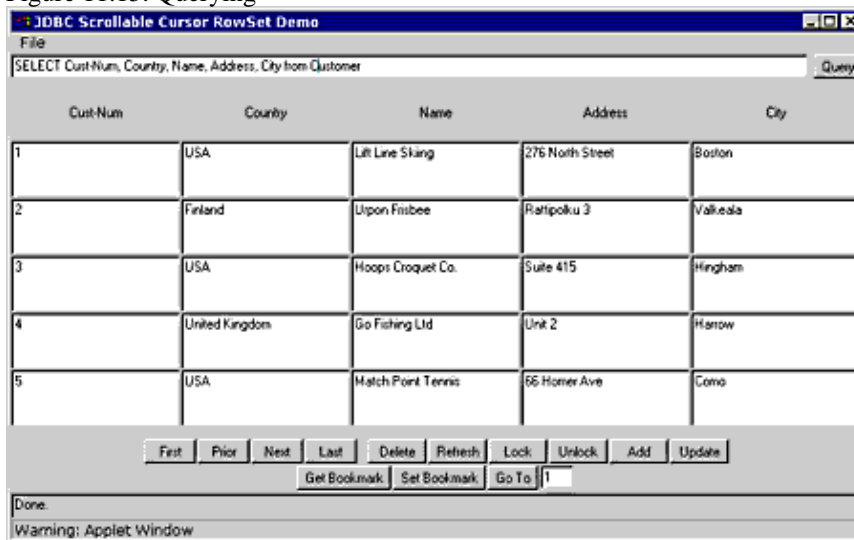 Figure 11.15: Querying
JDBC Scrollable Cursor RowSet Demo
File
SELECT Cust-Num, Country, Name, Address, City from Customer
Query
Cust-Num County Name Address City
1 USA Lift Line Skiing 276 North Street Boston
2 Finland Urpon Frisbee Rattipolku 3 Valkeala
3 USA Hoops Croquet Co. Suite 415 Hingham
4 United Kingdom Go Fishing Ltd Unit 2 Harrow
5 USA Match Point Tennis 66 Homer Ave Como
First Prior Next Last Delete Refresh Lock Unlock Add Update
Get Bookmark Set Bookmark Go To 1
Done.
Warning: Applet Window